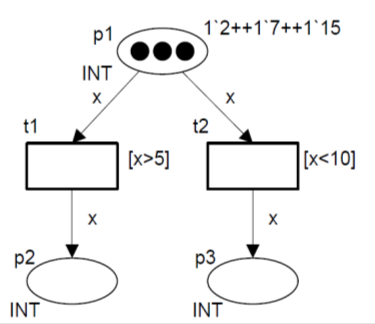 p1 1`2++1`7++1`15
INT
x x
t1 [x>5] t2 [x<10]
x x
p2 p3
INT INT